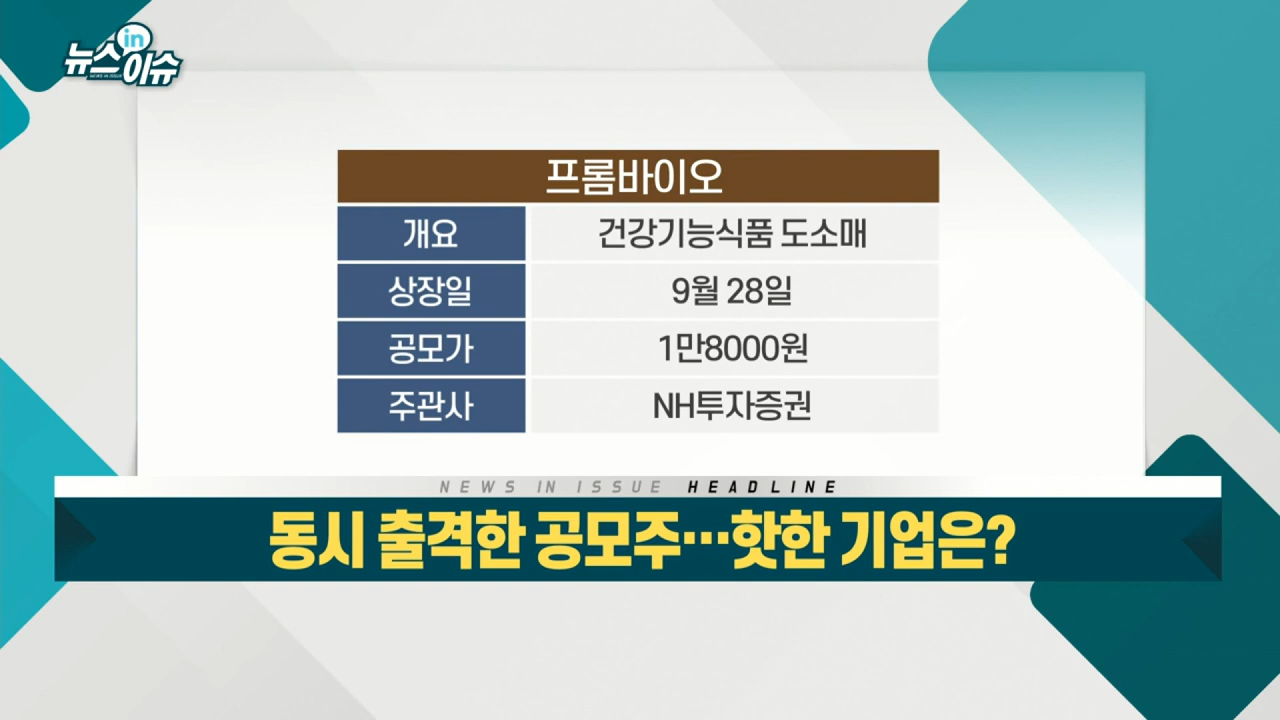 뉴스in이슈
NEWS IN ISSUE
프롬바이오
개요 건강기능식품 도소매
상장일 9월 28일
공모가 1만8000원
주관사 NH투자증권
NEWS IN ISSUE HEADLINE
동시 출격한 공모주…핫한 기업은?